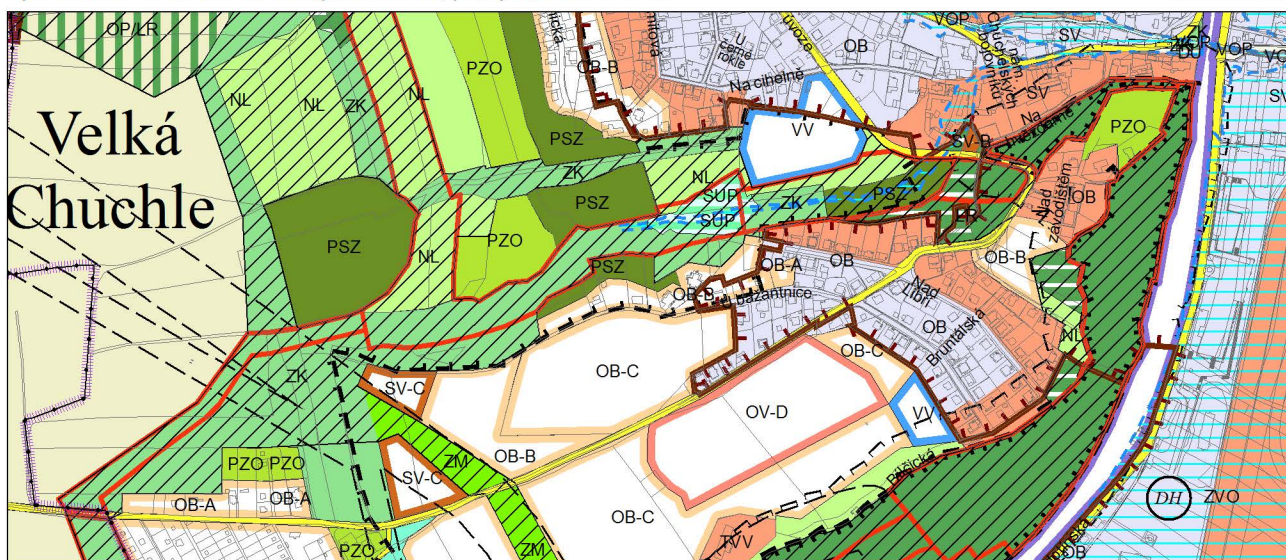 OP/LR
Velká
Chuchle
NL
NL
ZK
NL
PZO
PSZ
OB-B
U
černé
rokle
Na cihelně
OB
VV
VOP
SV
ZK
VOP
SV
Na
SV
SV-B
PZO
ZK
NL
SUP
SUP
ZK
PSZ
PSZ
PSZ
NL
PZO
PSZ
OB-A
OB
OB-B
bažantnice
Nad
závodištěm
OB
OB-B
Nad
Libří
OB
Bruntálská
NL
ZK
SV-C
OB-C
OB-C
OV-D
VV
PZO
PZO
SV-C
ZM
OB-B
OB-A
OB-A
OB-C
PZO
ZM
TVV
DH
ZVO
OB